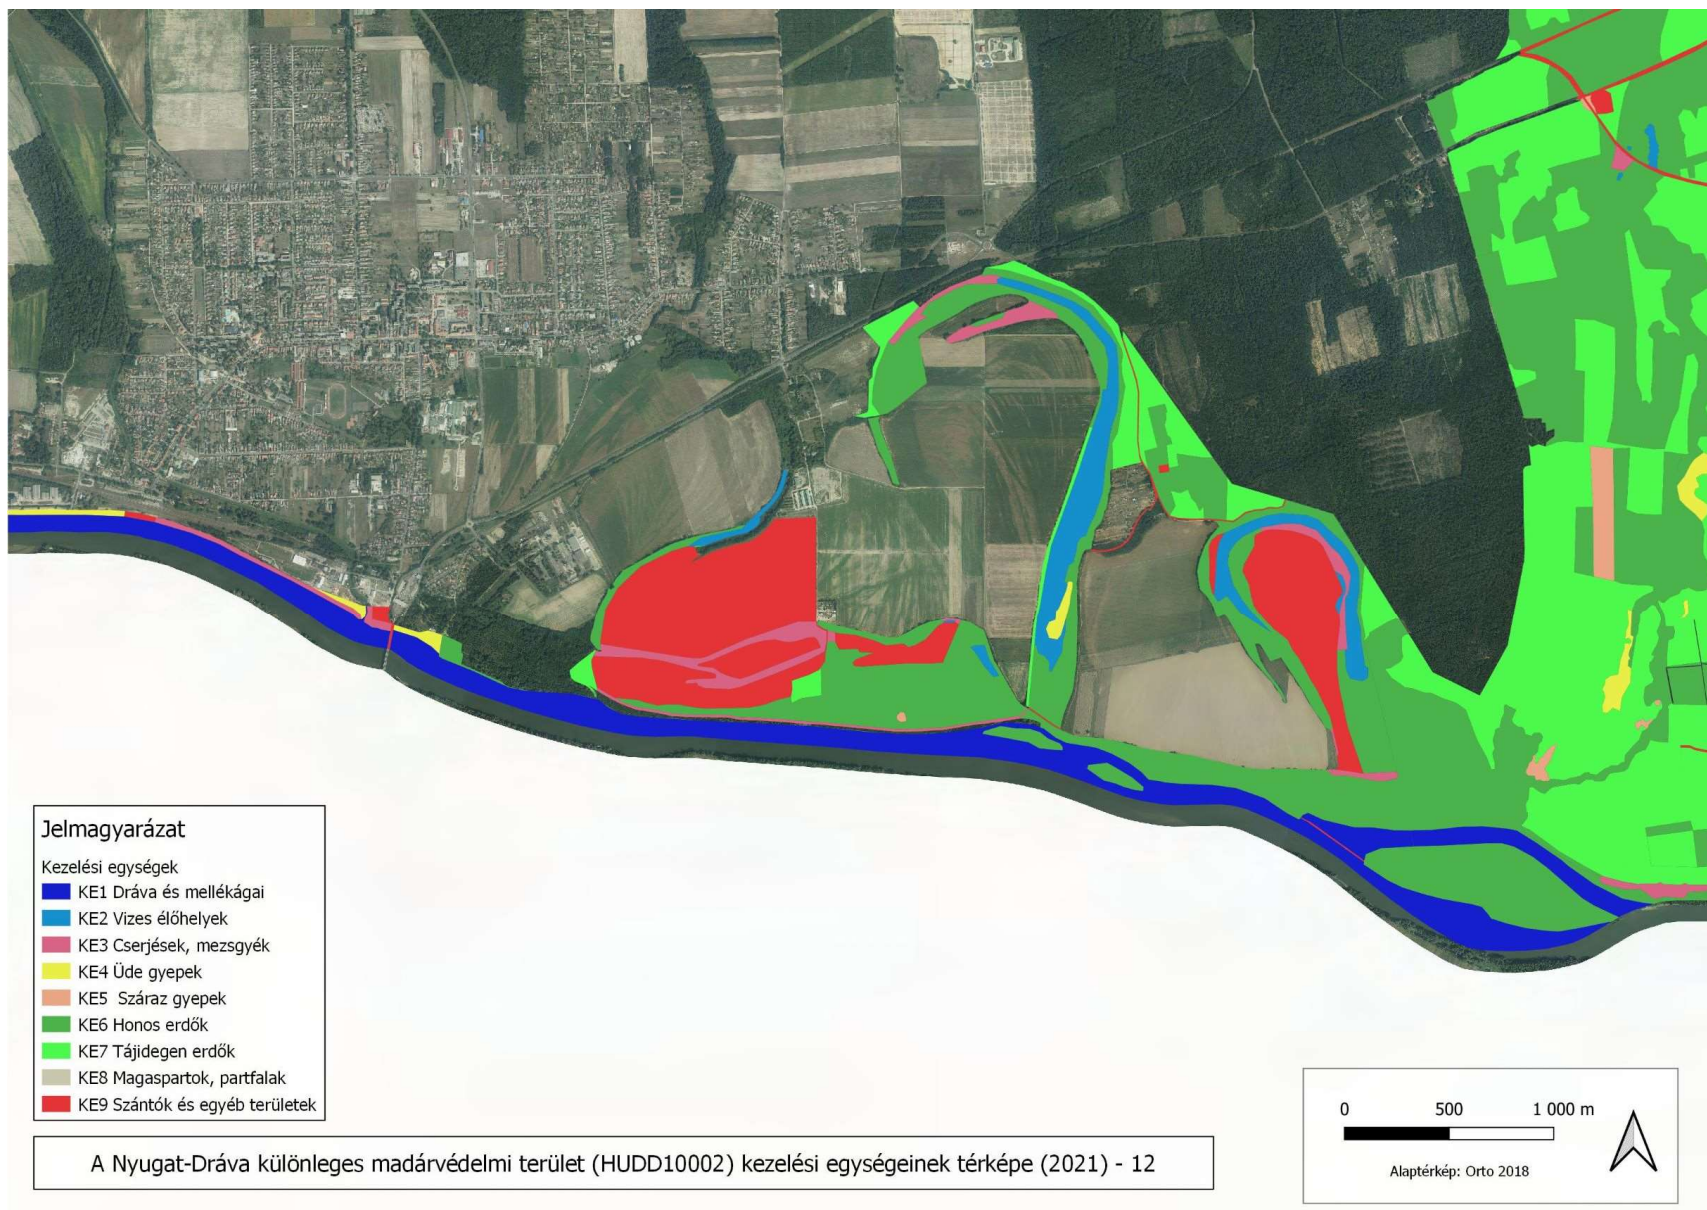 Jelmagyarázat
Kezelési egységek
KE1 Dráva és mellékágai
KE2 Vizes élőhelyek
KE3 Cserjések, mezsgyék
KE4 Üde gyepek
KE5 Száraz gyepek
KE6 Honos erdők
KE7 Tájidegen erdők
KE8 Magaspartok, partfalak
KE9 Szántók és egyéb területek
A Nyugat-Dráva különleges madárvédelmi terület (HUDD10002) kezelési egységeinek térképe (2021) - 12
0 500 1 000 m
Alaptérkép: Orto 2018